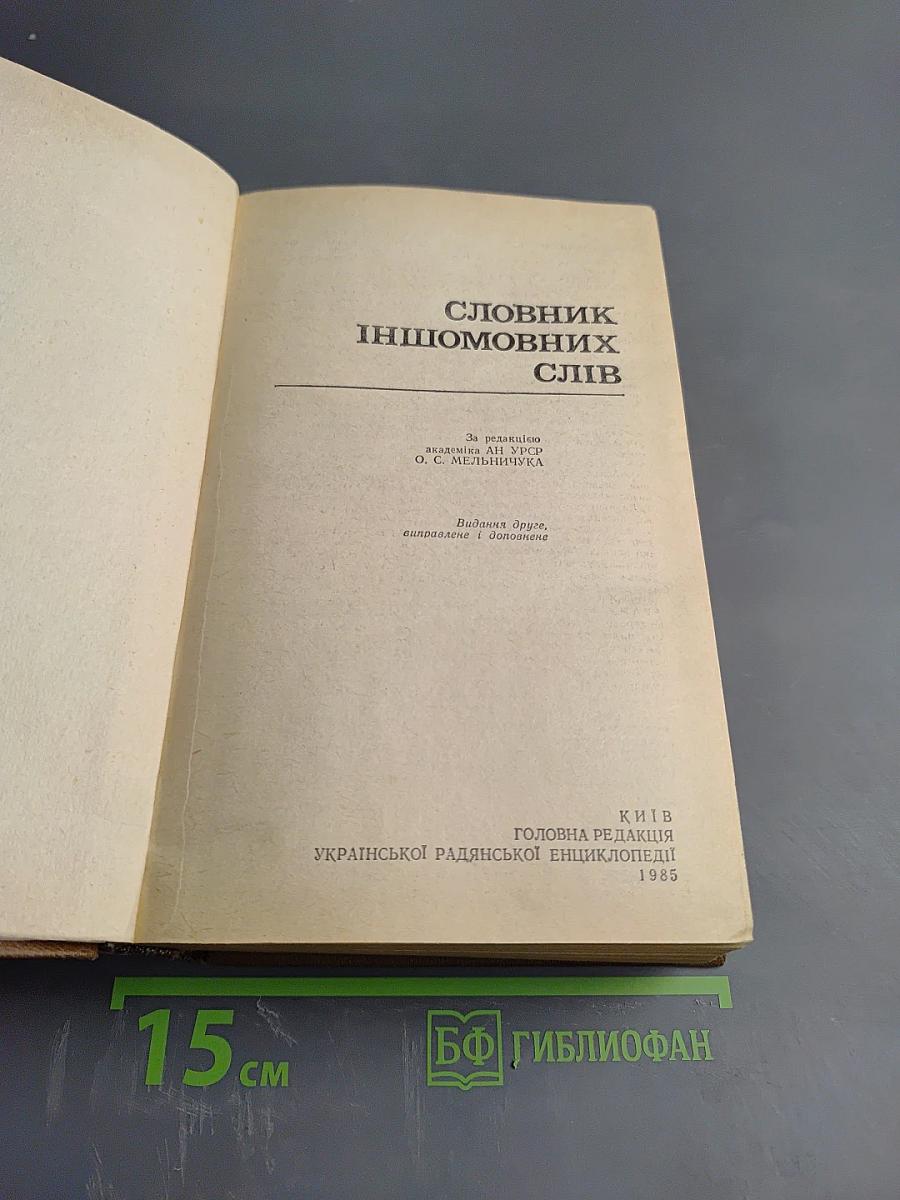 СЛОВНИК
ІНШОМОВНИХ
СЛІВ
За редакцією
академіка АН УРСР
О. С. МЕЛЬНИЧУКА
Видання друге,
виправлене і доповнене
КИЇВ
ГОЛОВНА РЕДАКЦІЯ
УКРАЇНСЬКОЇ РАДЯНСЬКОЇ ЕНЦИКЛОПЕДІЇ
1985
15 см
БФ ГИБЛИОФАН